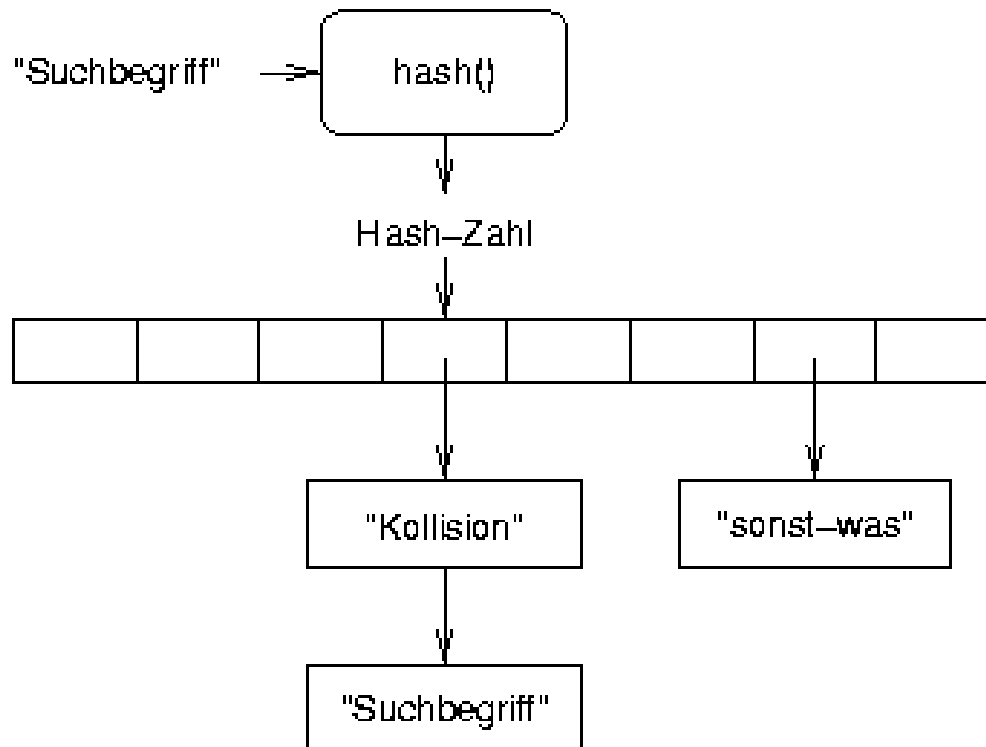 "Suchbegriff"
hash()
Hash-Zahl
"Kollision"
"sonst-was"
"Suchbegriff"